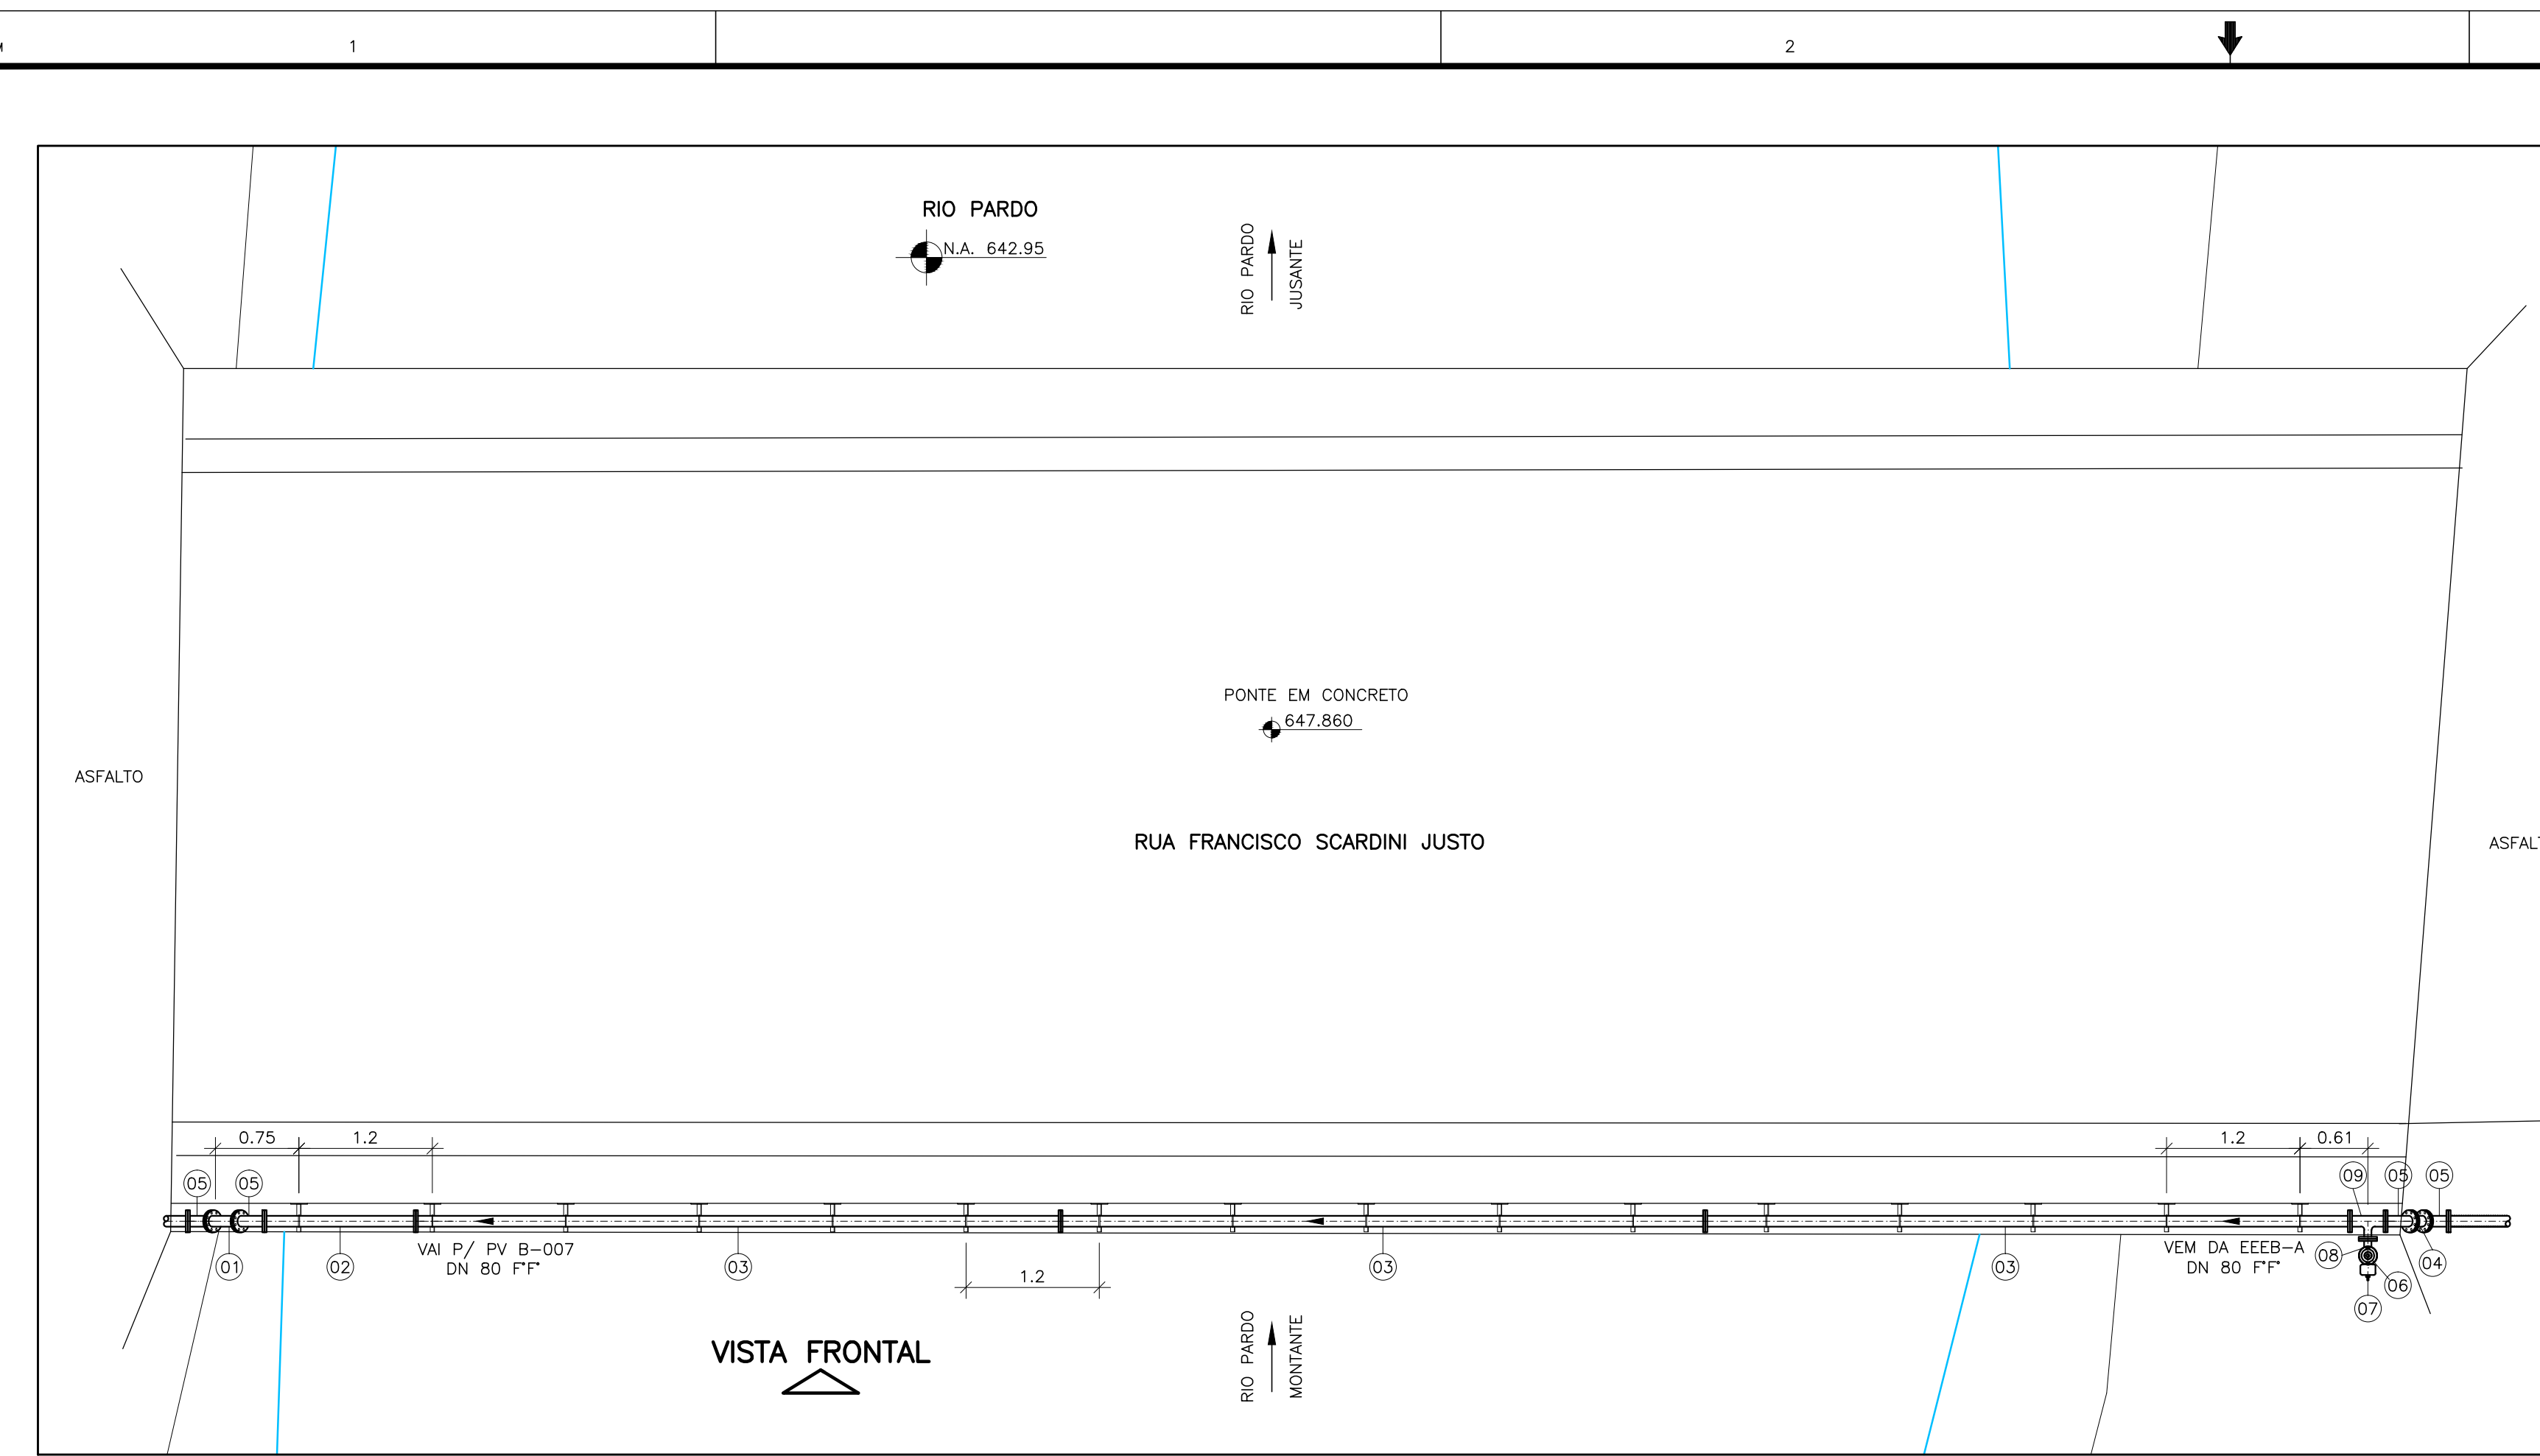 1
2
RIO PARDO
N.A. 642.95
RIO PARDO
JUSANTE
PONTE EM CONCRETO
647.860
ASFALTO
RUA FRANCISCO SCARDINI JUSTO
0.75
1.2
1.2
0.61
05
05
09
05
05
01
02
VAI P/ PV B-007
DN 80 F°F°
03
1.2
03
03
VEM DA EEEB-A
DN 80 F°F°
08
04
06
07
VISTA FRONTAL
RIO PARDO
MONTANTE